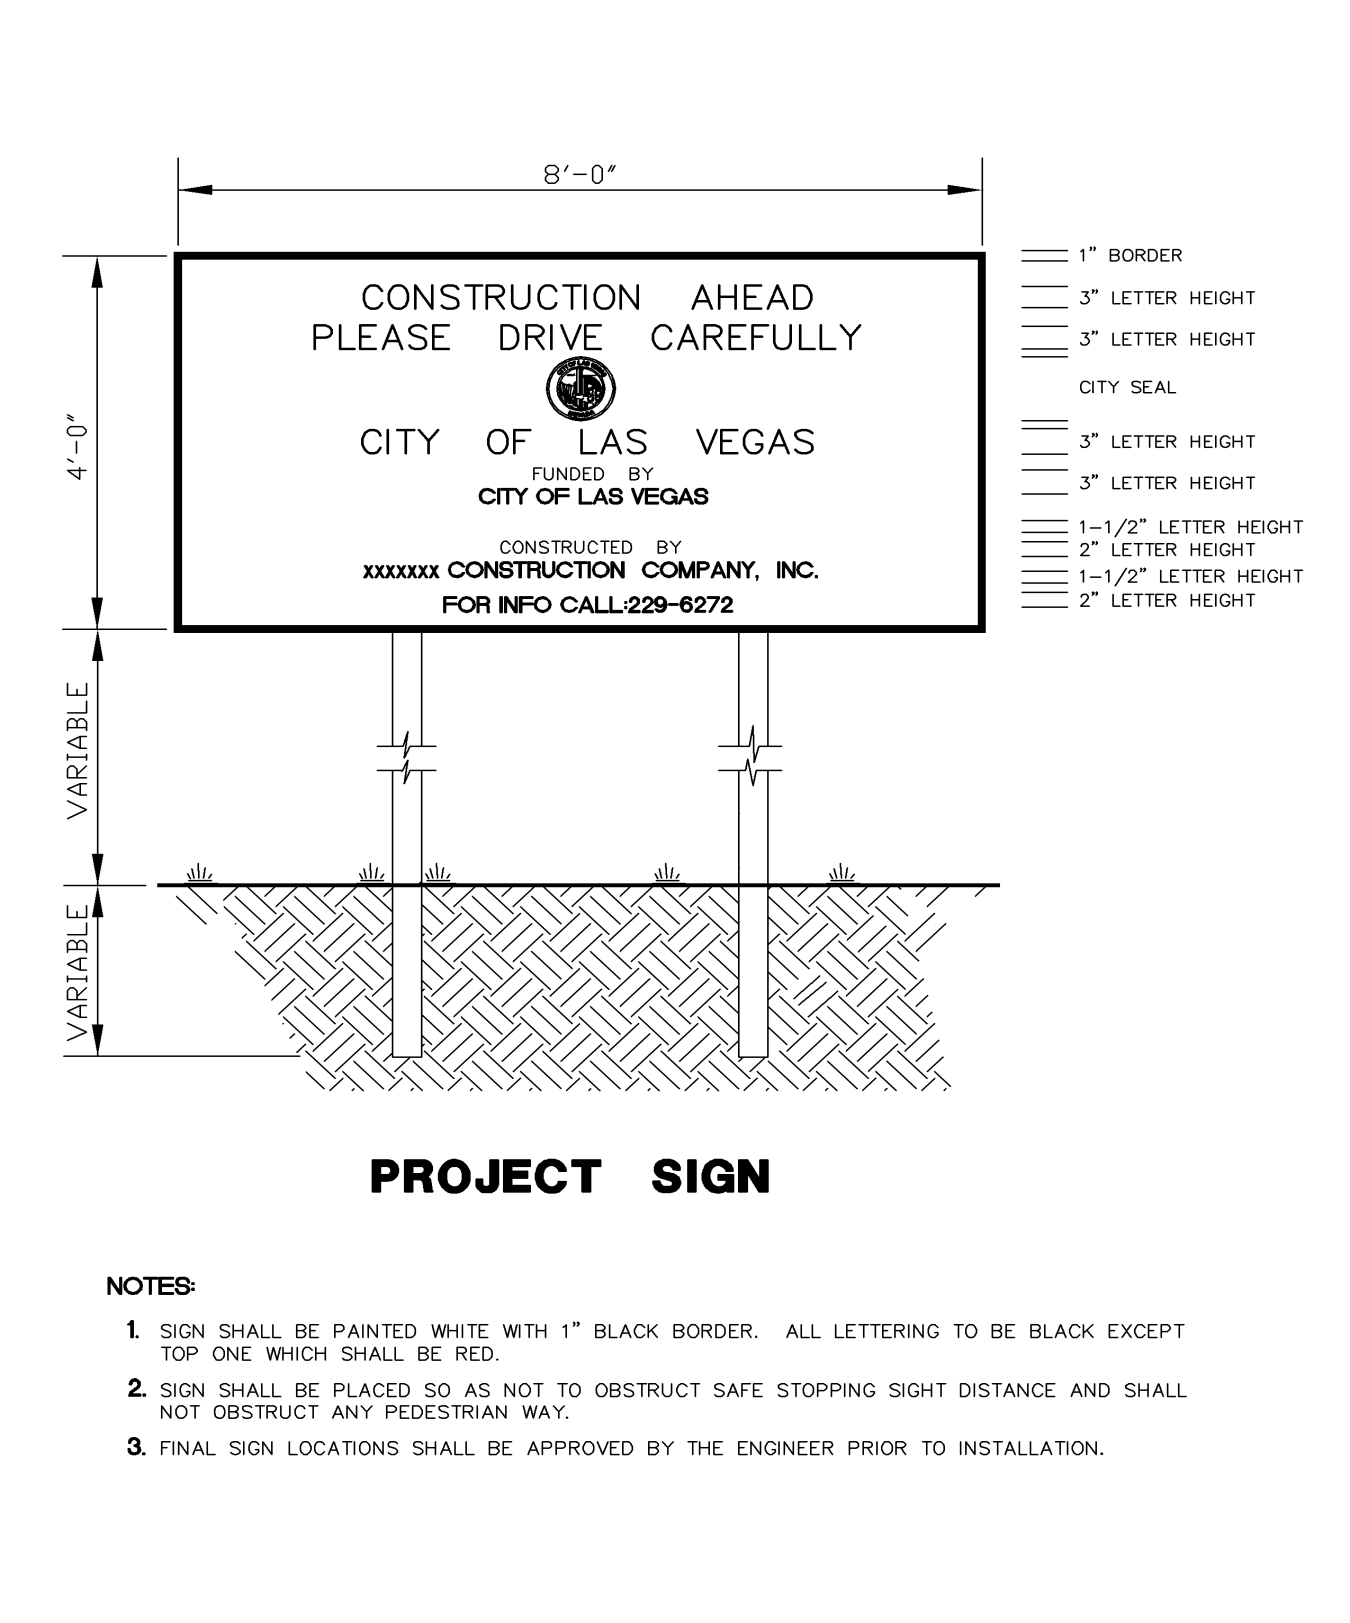 8'-0"
1" BORDER
CONSTRUCTION AHEAD
3" LETTER HEIGHT
PLEASE DRIVE CAREFULLY
3" LETTER HEIGHT
CITY OF LAS VEGAS
NEVADA
CITY SEAL
4'-0"
CITY OF LAS VEGAS
3" LETTER HEIGHT
FUNDED BY
3" LETTER HEIGHT
CITY OF LAS VEGAS
1-1/2" LETTER HEIGHT
CONSTRUCTED BY
2" LETTER HEIGHT
XXXXXXX CONSTRUCTION COMPANY, INC.
1-1/2" LETTER HEIGHT
FOR INFO CALL:229-6272
2" LETTER HEIGHT
VARIABLE
VARIABLE
PROJECT SIGN
NOTES:
1. SIGN SHALL BE PAINTED WHITE WITH 1" BLACK BORDER. ALL LETTERING TO BE BLACK EXCEPT
TOP ONE WHICH SHALL BE RED.
2. SIGN SHALL BE PLACED SO AS NOT TO OBSTRUCT SAFE STOPPING SIGHT DISTANCE AND SHALL
NOT OBSTRUCT ANY PEDESTRIAN WAY.
3. FINAL SIGN LOCATIONS SHALL BE APPROVED BY THE ENGINEER PRIOR TO INSTALLATION.